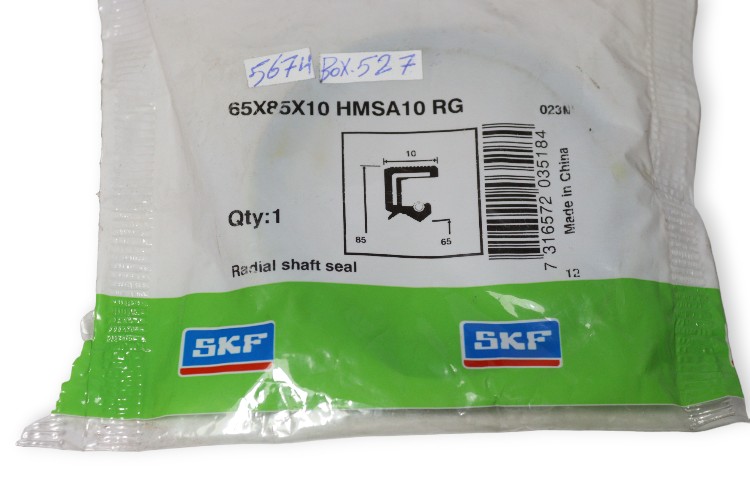 5674 BOX.527
65X85X10 HMSA10 RG
023N
10
85
65
Qty:1
7 316572 035184
Made in China
Radial shaft seal
12
SKF
SKF